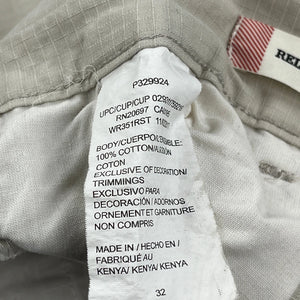 P329924
UPC/CUP/CUP
RN20697
WR351RST
BODY/CUERPO/ENSEMBLE:
100% COTTON/ALGODON/
COTON
EXCLUSIVE OF DECORATION/
TRIMMINGS
EXCLUSIVO PARA
DECORACIÓN/ADORNOS
ORNEMENT ET GARNITURE
NON COMPRIS
MADE IN / HECHO EN /
FABRIQUÉ AU
KENYA/ KENYA/ KENYA
32